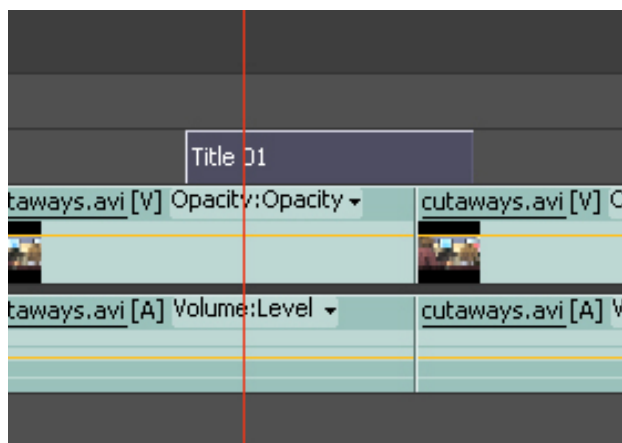 Title 01
taways.avi [V] Opacity:Opacity cutaways.avi [V] O
taways.avi [A] Volume:Level cutaways.avi [A] V